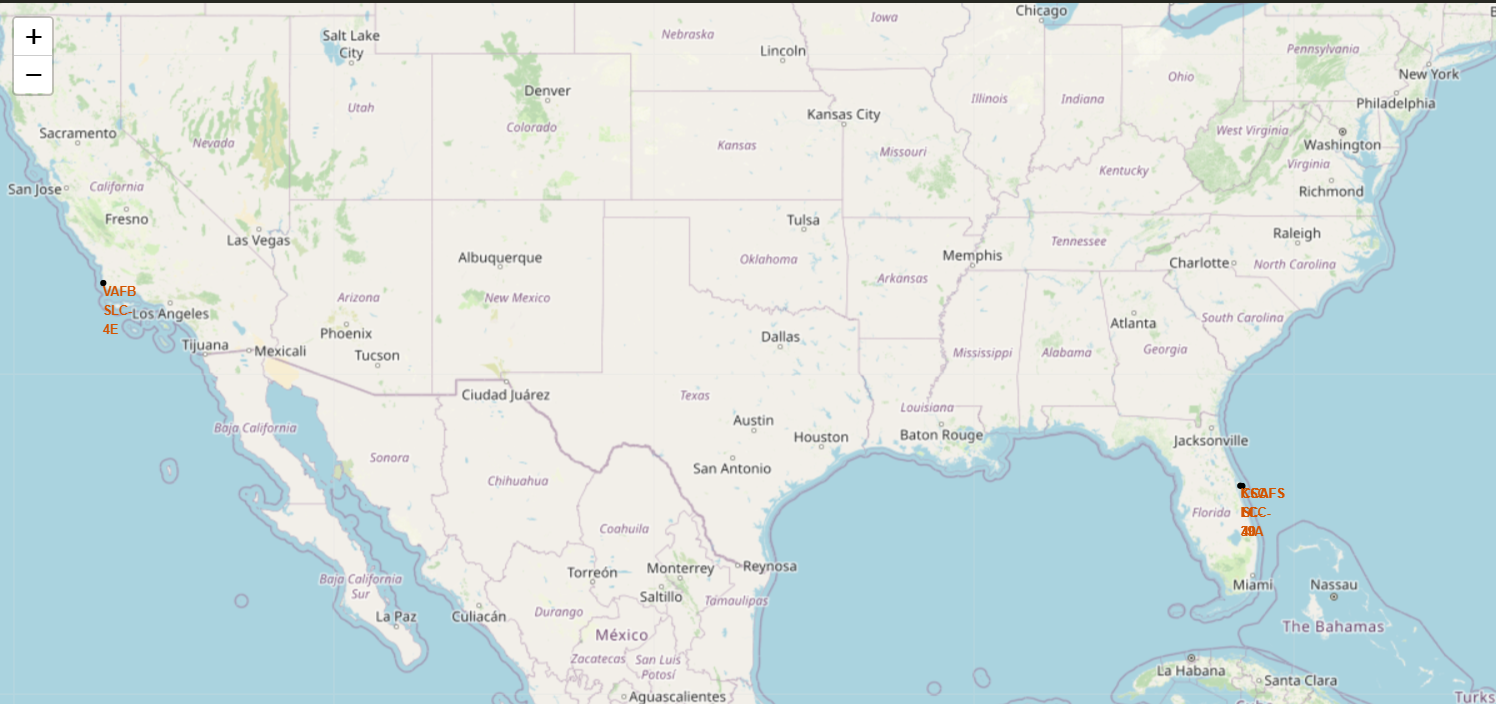 +
−
Salt Lake
City
Nebraska
Iowa
Chicago
Lincoln
Pennsylvania
New York
Denver
Utah
Colorado
Kansas City
Illinois
Indiana
Ohio
Philadelphia
Sacramento
Nevada
Kansas
Missouri
West Virginia
Washington
San Jose
California
Kentucky
Virginia
Richmond
Fresno
Las Vegas
Tulsa
Raleigh
Albuquerque
Oklahoma
Memphis
Tennessee
Charlotte
North Carolina
VAFB
SLC-
4E
Los Angeles
Arizona
New Mexico
Arkansas
Phoenix
Tijuana
Mexicali
Tucson
Dallas
Mississippi
Alabama
Atlanta
Georgia
South Carolina
Ciudad Juárez
Texas
Louisiana
Baja California
Austin
Houston
Baton Rouge
Jacksonville
Sonora
Chihuahua
San Antonio
Florida
Coahuila
Baja California
Sur
Torreón
Monterrey
Reynosa
Saltillo
Tamaulipas
Miami
Nassau
La Paz
Culiacán
Durango
México
The Bahamas
Zacatecas
San Luis
Potosí
La Habana
Santa Clara
Aguascalientes
Turks